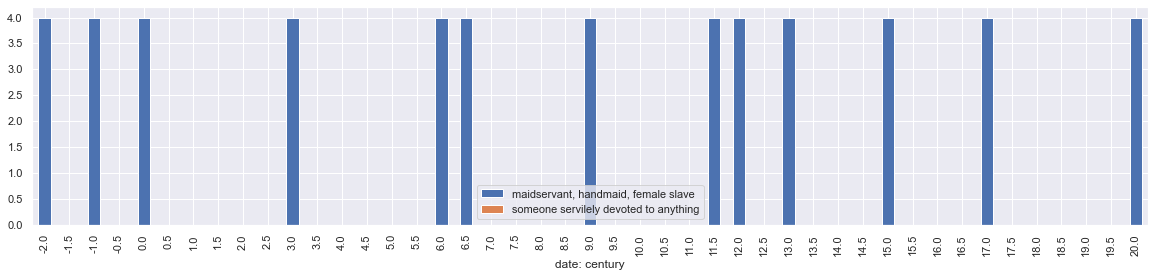 4.0
3.5
3.0
2.5
2.0
1.5
1.0
0.5
0.0
maidservant, handmaid, female slave
someone servilely devoted to anything
-2.0 -1.5 -1.0 -0.5 0.0 0.5 1.0 1.5 2.0 2.5 3.0 3.5 4.0 4.5 5.0 5.5 6.0 6.5 7.0 7.5 8.0 8.5 9.0 9.5 10.0 10.5 11.0 11.5 12.0 12.5 13.0 13.5 14.0 14.5 15.0 15.5 16.0 16.5 17.0 17.5 18.0 18.5 19.0 19.5 20.0
date: century